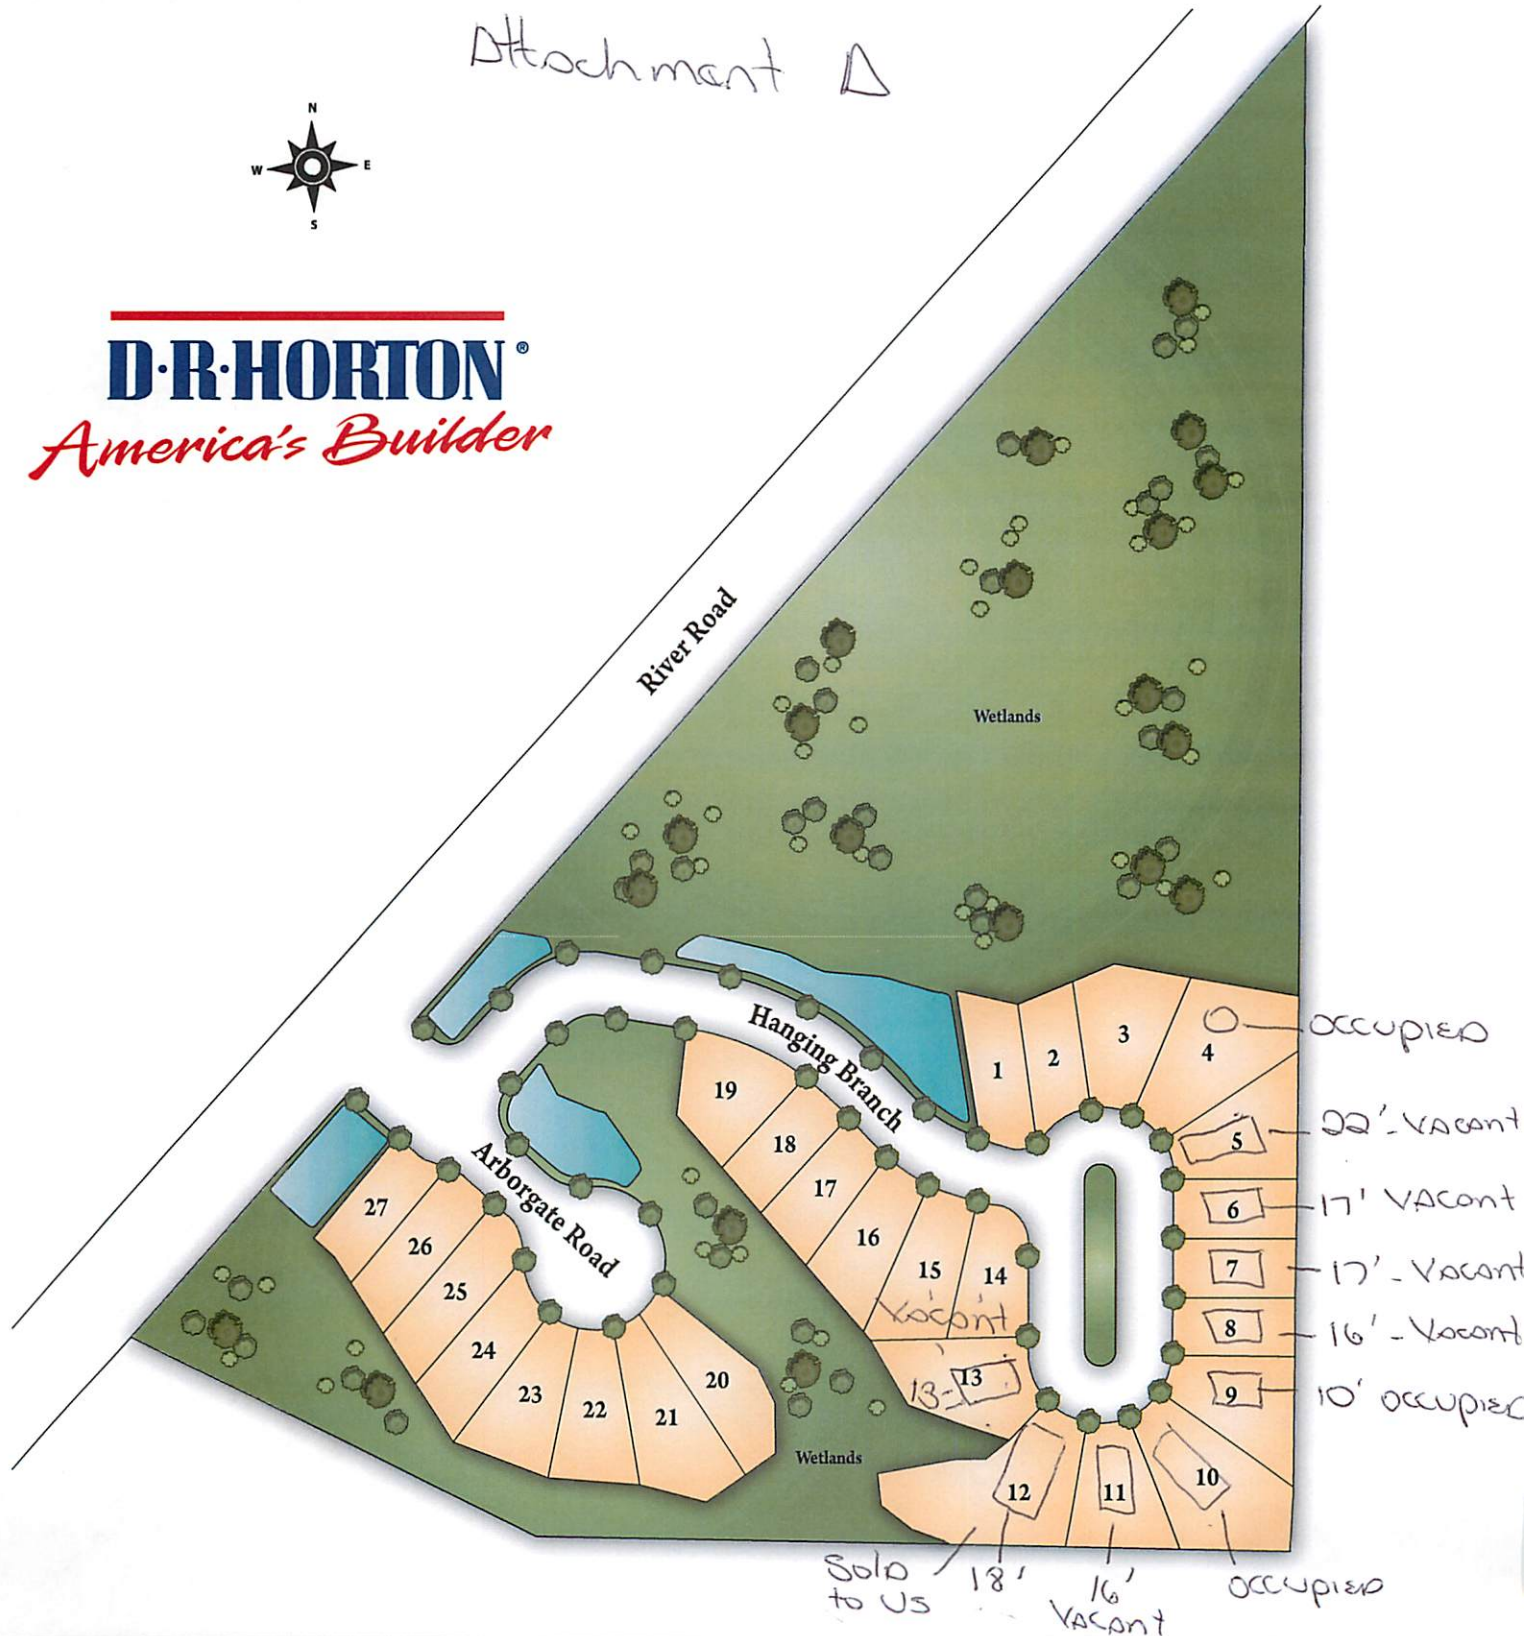 Attachment A
N
W E
S
D·R·HORTON®
America's Builder
River Road
Wetlands
Hanging Branch
Arborgate Road
1
2
3
4
OCCUPIED
5
22' - VACANT
6
17' VACANT
7
17' - VACANT
8
16' - VACANT
9
10' OCCUPIED
10
OCCUPIED
11
16'
VACANT
12
18'
SOLD
to US
13
13-
14
15
VACANT
16
17
18
19
20
21
22
23
24
25
26
27
Wetlands